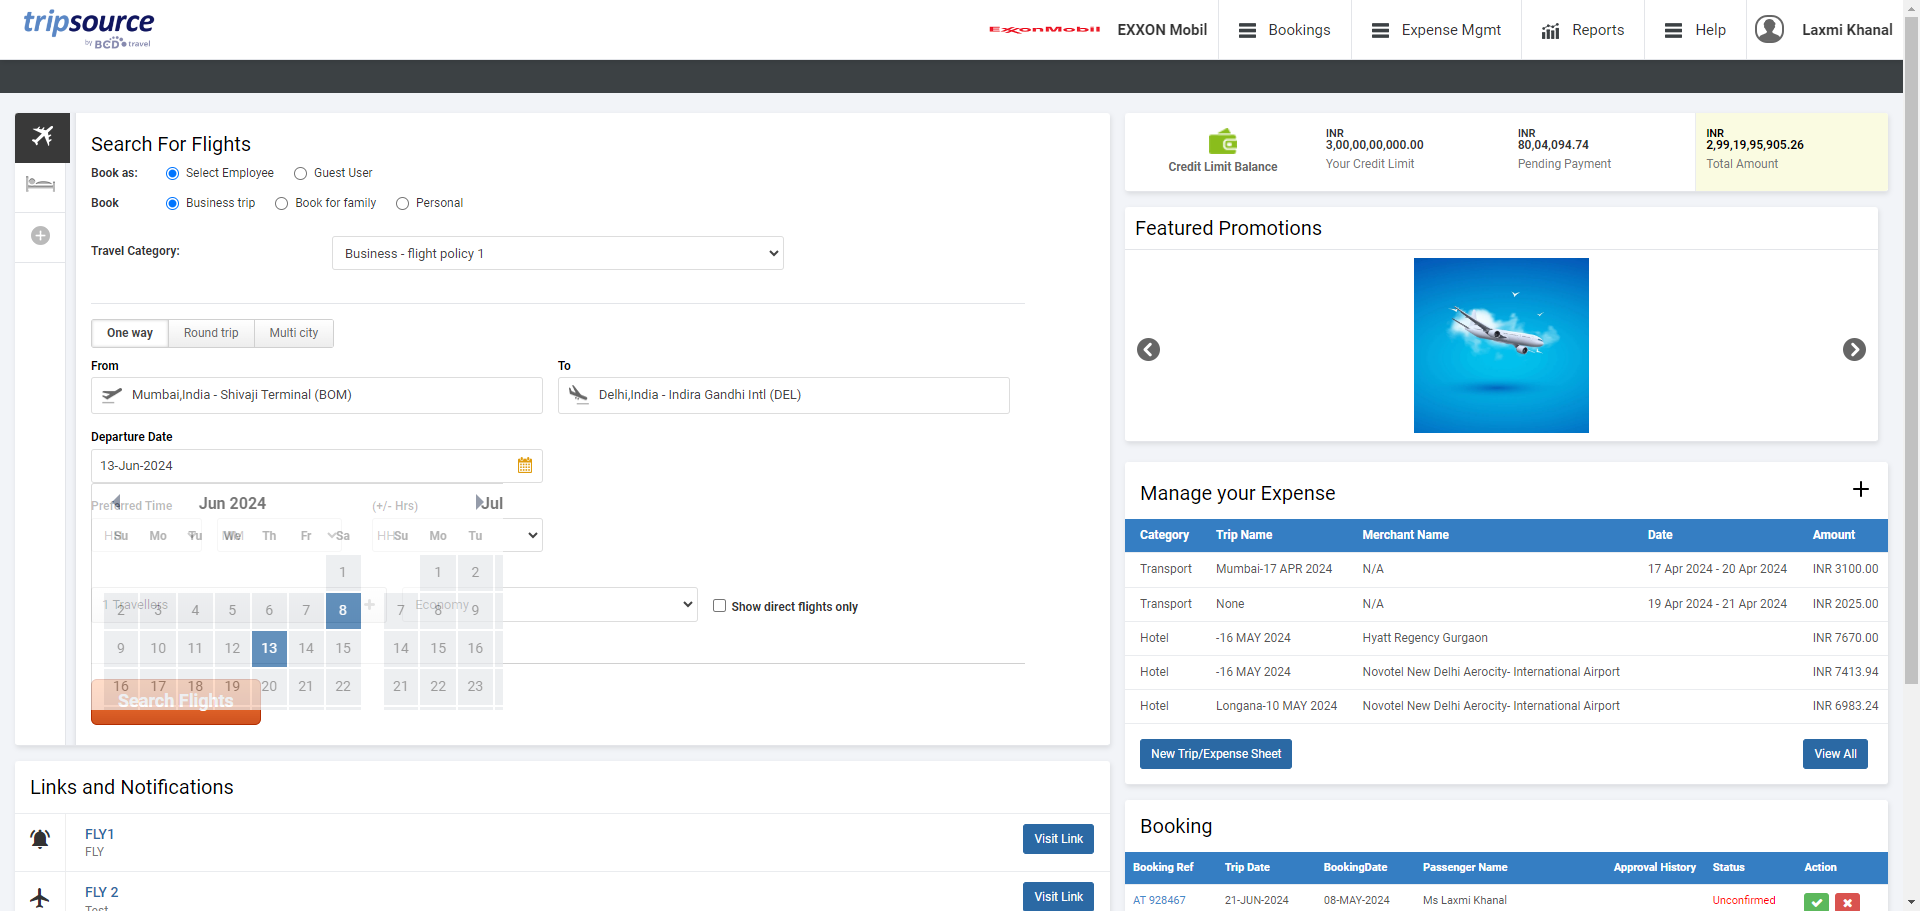 tripsource
by BCD travel
ExxonMobil EXXON Mobil Bookings Expense Mgmt Reports Help Laxmi Khanal
Search For Flights
Book as: Select Employee Guest User
Book Business trip Book for family Personal
Travel Category: Business - flight policy 1
One way Round trip Multi city
From To
Mumbai,India - Shivaji Terminal (BOM) Delhi,India - Indira Gandhi Intl (DEL)
Departure Date
13-Jun-2024
Preferred Time Jun 2024 (+/- Hrs) Jul
Su Mo Tu We Th Fr Sa HH Su Mo Tu
1 1 2
1 Travellers Economy
2 3 4 5 6 7 8 7 8 9
Show direct flights only
9 10 11 12 13 14 15 14 15 16
16 17 18 19 20 21 22 21 22 23
Search Flights
Links and Notifications
FLY1
FLY
Visit Link
FLY 2
Test
Visit Link
Credit Limit Balance
INR
3,00,00,00,000.00
Your Credit Limit
INR
80,04,094.74
Pending Payment
INR
2,99,19,95,905.26
Total Amount
Featured Promotions
Manage your Expense
Category Trip Name Merchant Name Date Amount
Transport Mumbai-17 APR 2024 N/A 17 Apr 2024 - 20 Apr 2024 INR 3100.00
Transport None N/A 19 Apr 2024 - 21 Apr 2024 INR 2025.00
Hotel -16 MAY 2024 Hyatt Regency Gurgaon INR 7670.00
Hotel -16 MAY 2024 Novotel New Delhi Aerocity- International Airport INR 7413.94
Hotel Longana-10 MAY 2024 Novotel New Delhi Aerocity- International Airport INR 6983.24
New Trip/Expense Sheet View All
Booking
Booking Ref Trip Date BookingDate Passenger Name Approval History Status Action
AT 928467 21-JUN-2024 08-MAY-2024 Ms Laxmi Khanal Unconfirmed